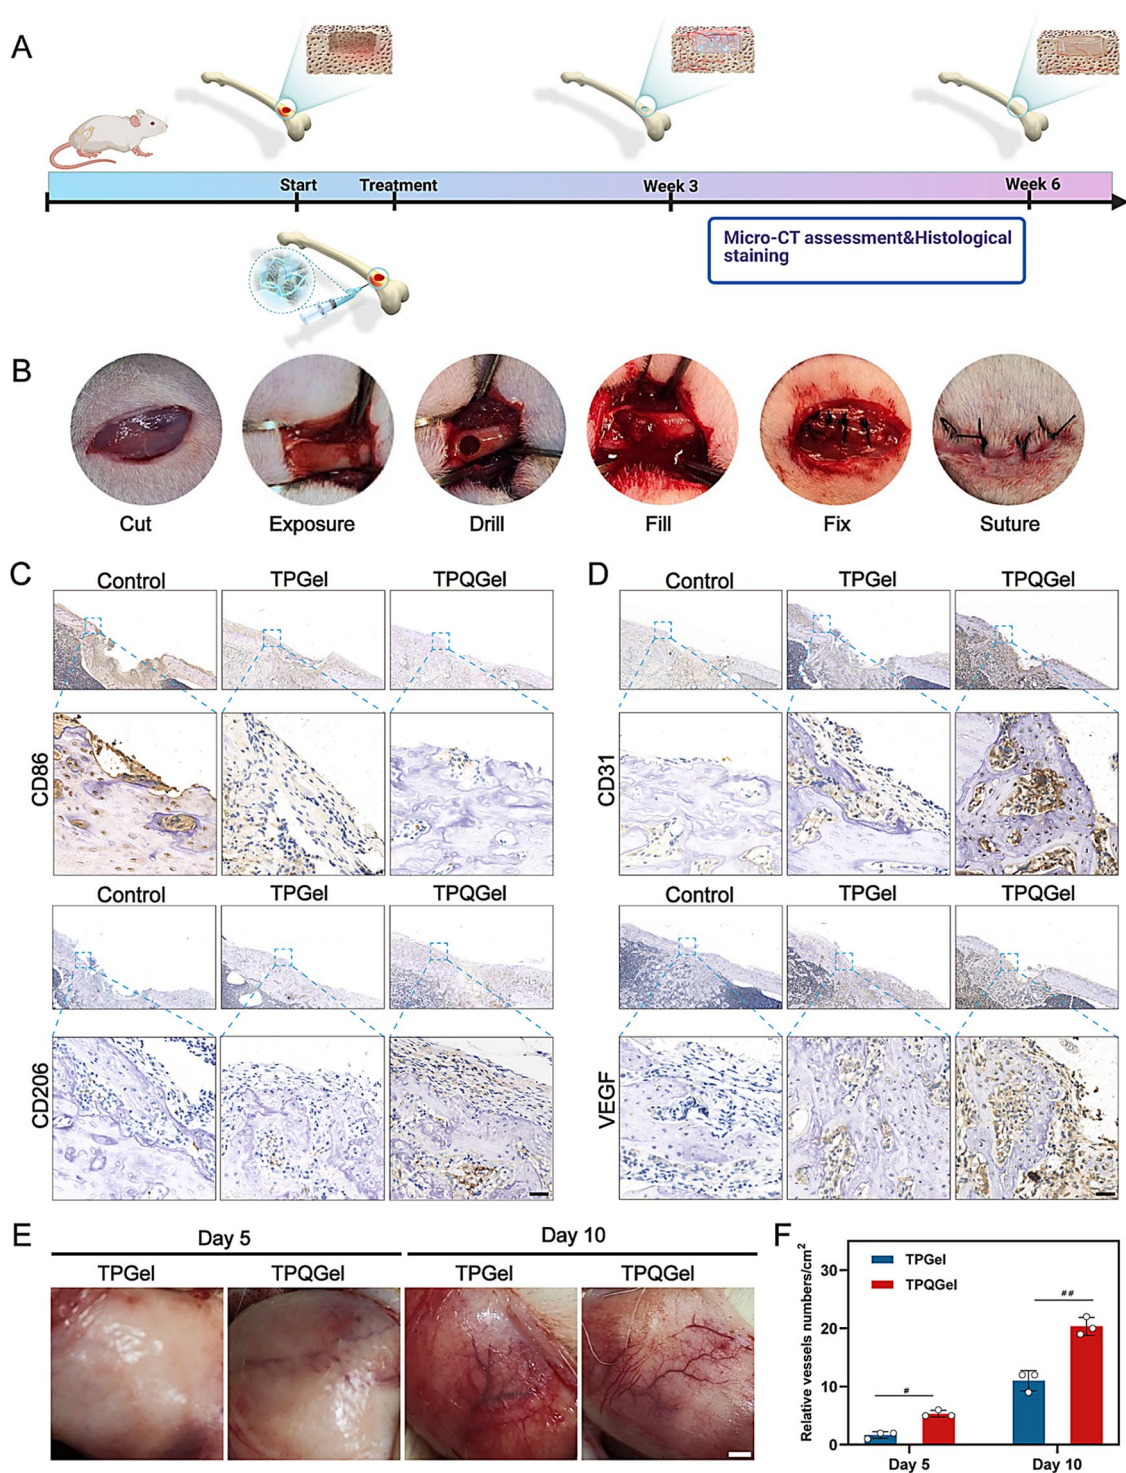 A
Start
Treatment
Week 3
Week 6
Micro-CT assessment&Histological
staining
B
Cut
Exposure
Drill
Fill
Fix
Suture
C
Control
TPGel
TPQGel
CD86
Control
TPGel
TPQGel
CD206
D
Control
TPGel
TPQGel
CD31
Control
TPGel
TPQGel
VEGF
E
Day 5
Day 10
TPGel
TPQGel
TPGel
TPQGel
F
Relative vessels numbers/cm²
TPGel
TPQGel
30
20
10
0
#
##
Day 5
Day 10